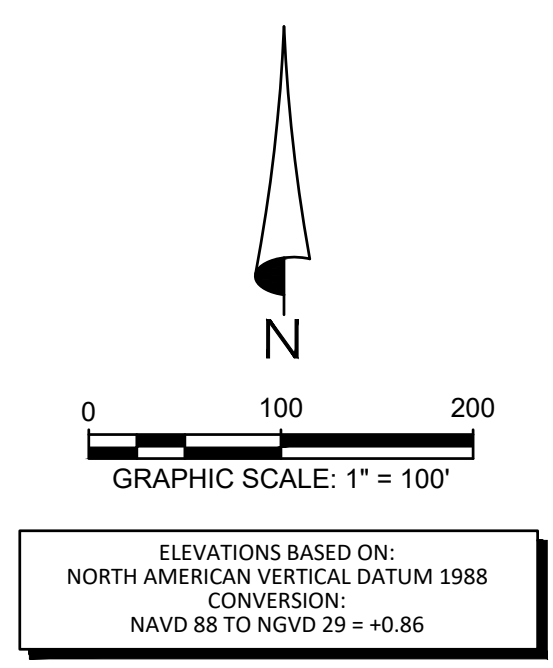 N
0 100 200
GRAPHIC SCALE: 1" = 100'
ELEVATIONS BASED ON:
NORTH AMERICAN VERTICAL DATUM 1988
CONVERSION:
NAVD 88 TO NGVD 29 = +0.86